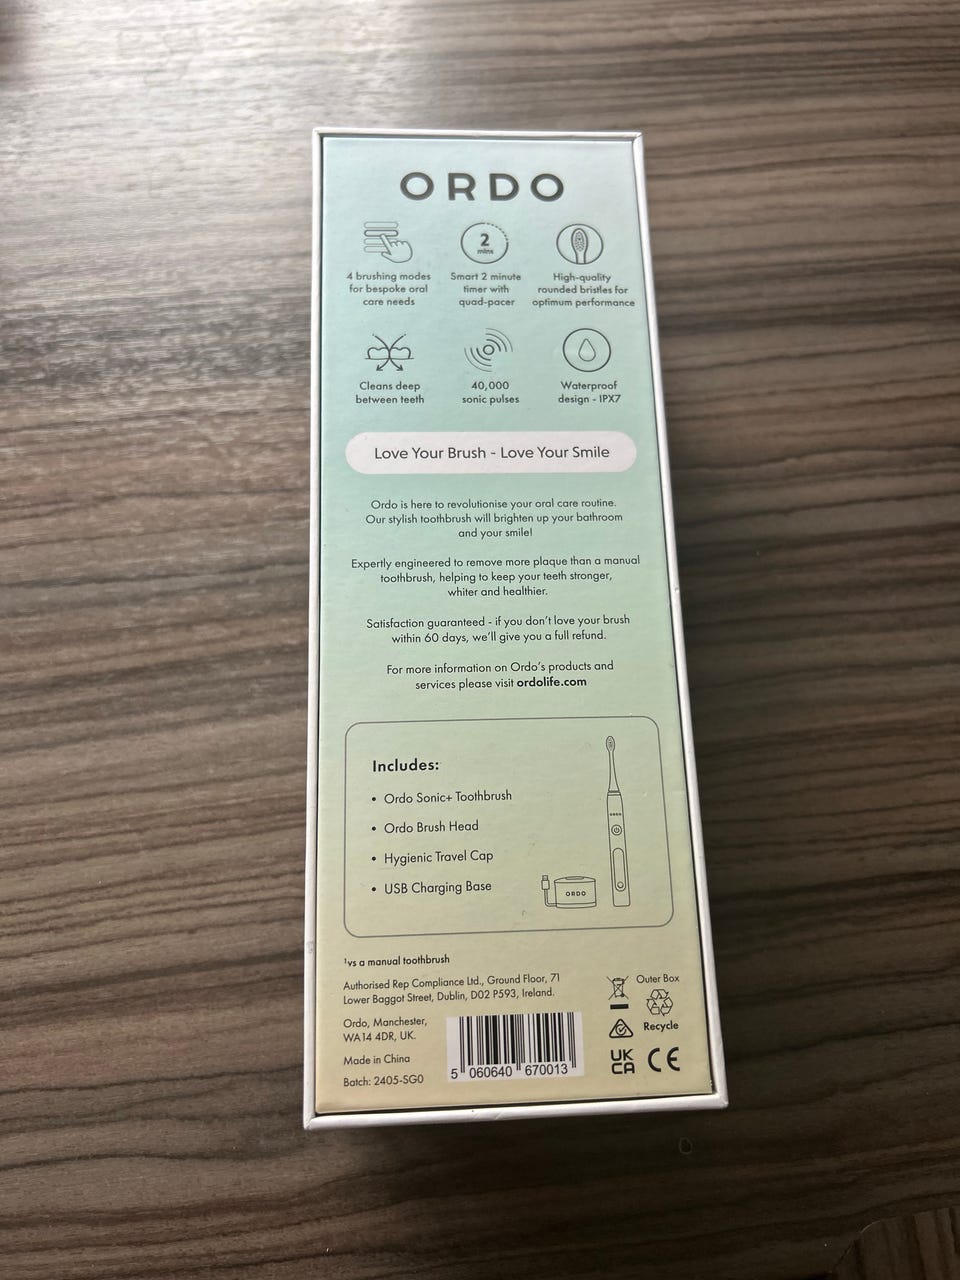 ORDO
4 brushing modes
for bespoke oral
care needs
2
mins
Smart 2 minute
timer with
quad-pacer
High-quality
rounded bristles for
optimum performance
Cleans deep
between teeth
40,000
sonic pulses
Waterproof
design - IPX7
Love Your Brush - Love Your Smile
Ordo is here to revolutionise your oral care routine.
Our stylish toothbrush will brighten up your bathroom
and your smile!
Expertly engineered to remove more plaque than a manual
toothbrush, helping to keep your teeth stronger,
whiter and healthier.
Satisfaction guaranteed - if you don't love your brush
within 60 days, we'll give you a full refund.
For more information on Ordo's products and
services please visit ordolife.com
Includes:
• Ordo Sonic+ Toothbrush
• Ordo Brush Head
• Hygienic Travel Cap
• USB Charging Base
ORDO
ORDO
¹vs a manual toothbrush
Authorised Rep Compliance Ltd., Ground Floor, 71
Lower Baggot Street, Dublin, D02 P593, Ireland.
Ordo, Manchester,
WA14 4DR, UK.
Made in China
Batch: 2405-SG0
5 060640 670013
Outer Box
Recycle
UK
CA
CE